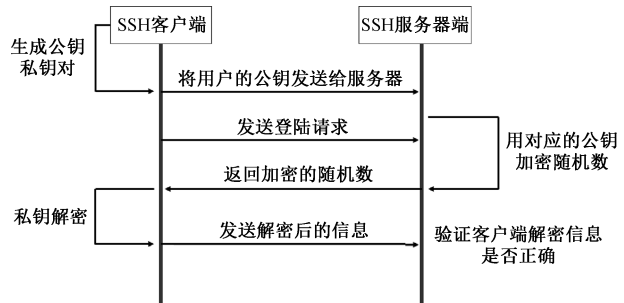 SSH客户端
SSH服务器端
生成公钥
私钥对
将用户的公钥发送给服务器
发送登陆请求
用对应的公钥
加密随机数
返回加密的随机数
私钥解密
发送解密后的信息
验证客户端解密信息
是否正确